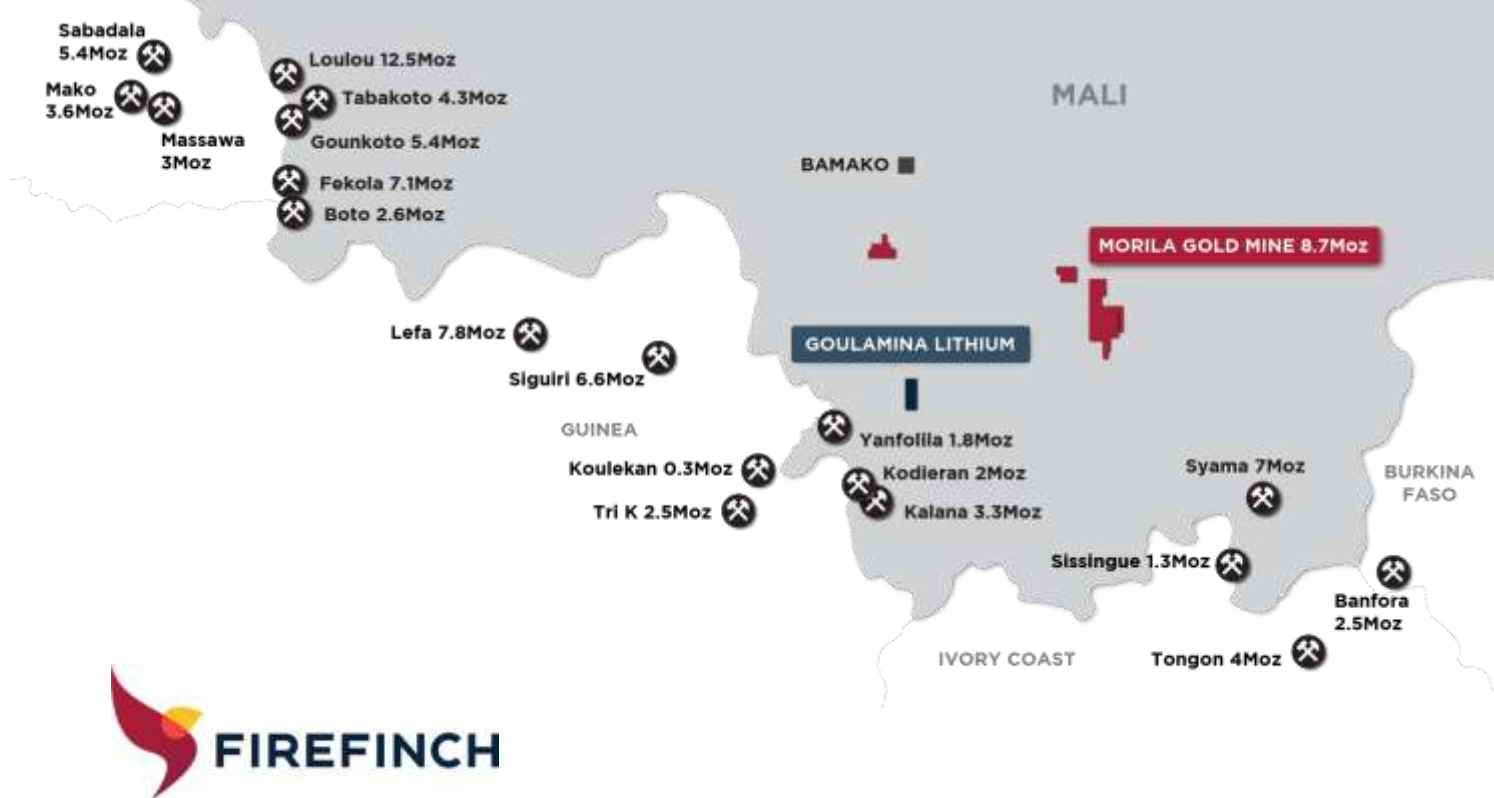 Sabadala
5.4Moz
Loulou 12.5Moz
Mako
3.6Moz
Tabakoto 4.3Moz
MALI
Massawa
3Moz
Gounkoto 5.4Moz
BAMAKO
Fekola 7.1Moz
Boto 2.6Moz
MORILA GOLD MINE 8.7Moz
Lefa 7.8Moz
GOULAMINA LITHIUM
Siguiri 6.6Moz
GUINEA
Yanfolila 1.8Moz
Koulekan 0.3Moz
Kodieran 2Moz
Syama 7Moz
BURKINA
FASO
Tri K 2.5Moz
Kalana 3.3Moz
Sissingue 1.3Moz
Banfora
2.5Moz
IVORY COAST
Tongon 4Moz
FIREFINCH